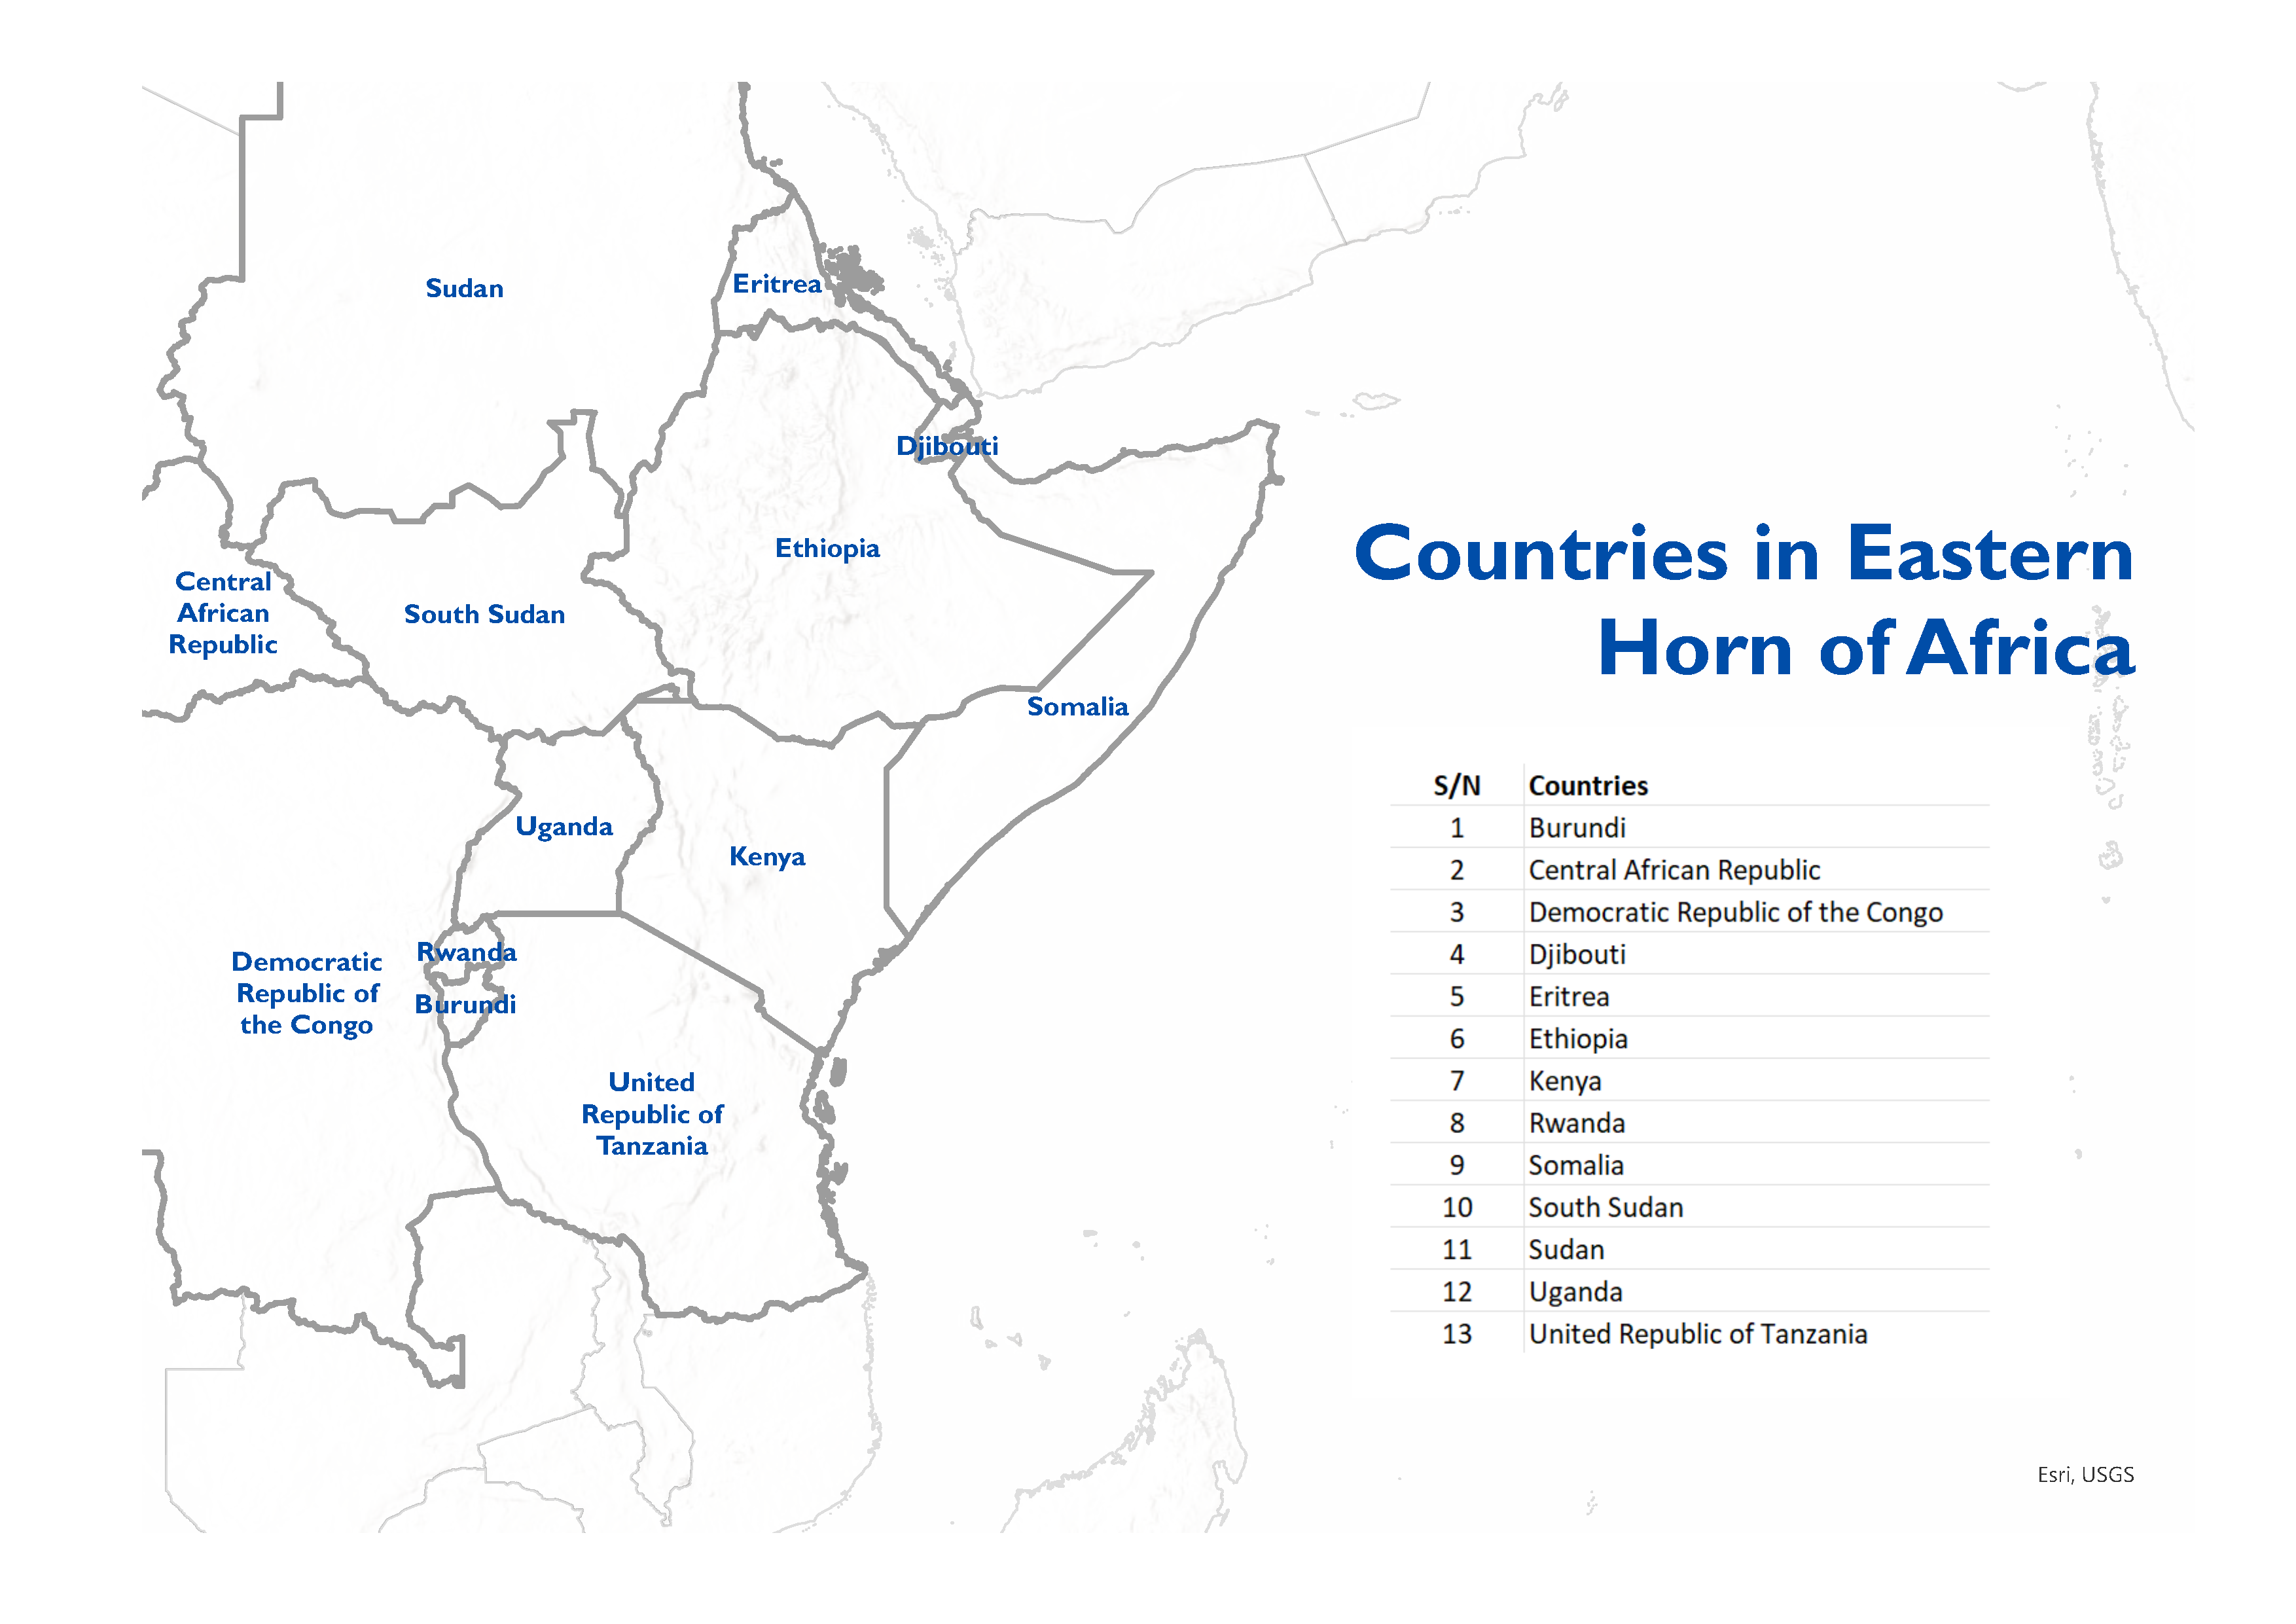 Sudan
Eritrea
Djibouti
Ethiopia
Central
African
Republic
South Sudan
Somalia
Uganda
Kenya
Rwanda
Democratic
Republic of
the Congo
Burundi
United
Republic of
Tanzania
Countries in Eastern
Horn of Africa
S/N Countries
1 Burundi
2 Central African Republic
3 Democratic Republic of the Congo
4 Djibouti
5 Eritrea
6 Ethiopia
7 Kenya
8 Rwanda
9 Somalia
10 South Sudan
11 Sudan
12 Uganda
13 United Republic of Tanzania
Esri, USGS